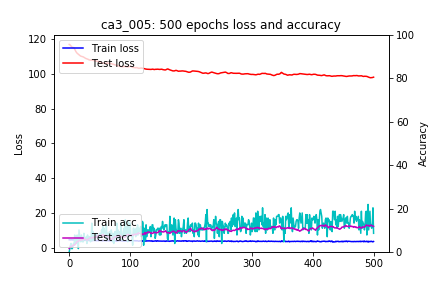 ca3_005: 500 epochs loss and accuracy
120
100
80
60
40
20
0
Loss
100
80
60
40
20
0
Accuracy
Train loss
Test loss
Train acc
Test acc
0
100
200
300
400
500